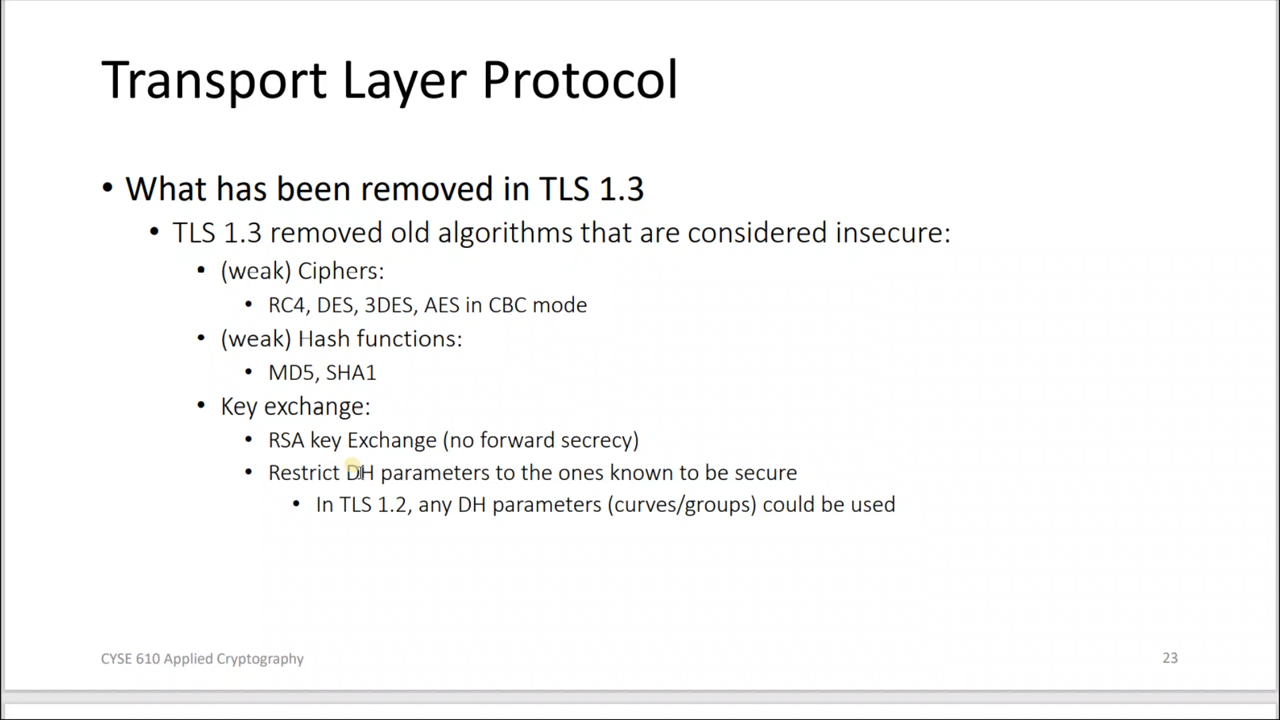 Transport Layer Protocol
• What has been removed in TLS 1.3
• TLS 1.3 removed old algorithms that are considered insecure:
• (weak) Ciphers:
• RC4, DES, 3DES, AES in CBC mode
• (weak) Hash functions:
• MD5, SHA1
• Key exchange:
• RSA key Exchange (no forward secrecy)
• Restrict DH parameters to the ones known to be secure
• In TLS 1.2, any DH parameters (curves/groups) could be used
CYSE 610 Applied Cryptography
23